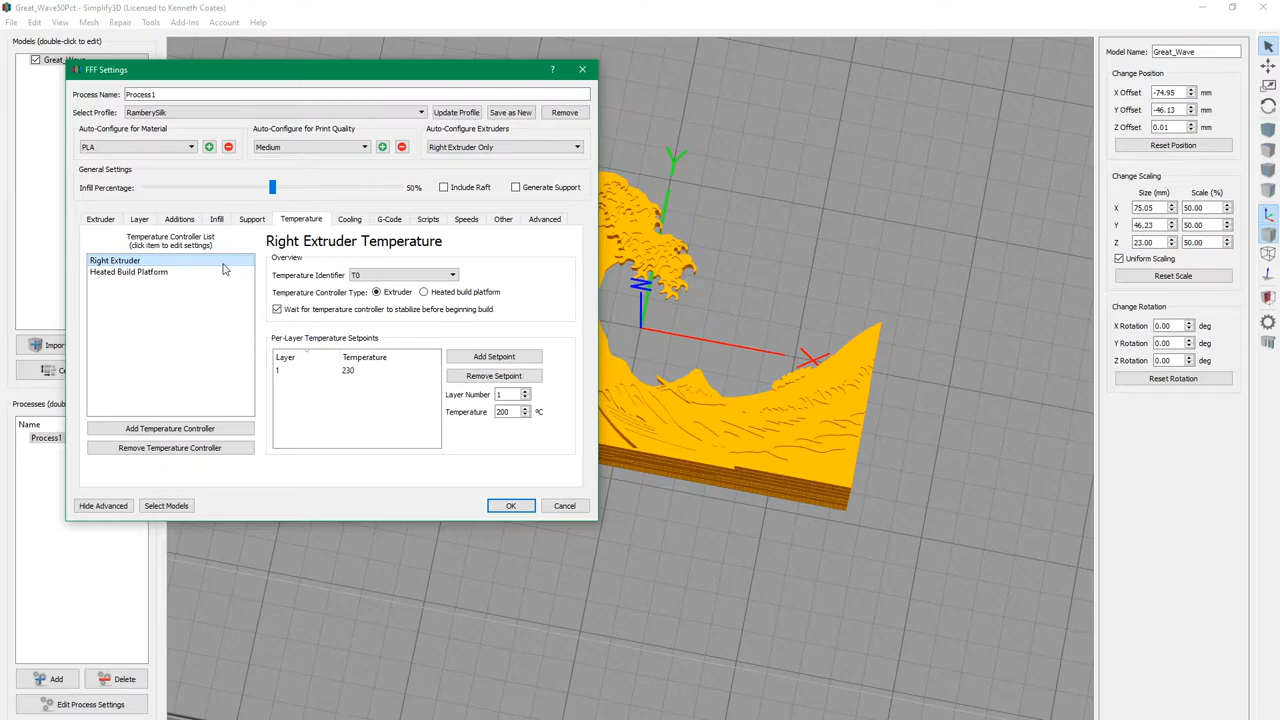 Great_Wave50Pct - Simplify3D (Licensed to Kenneth Coates)
File Edit View Mesh Repair Tools Add-Ins Account Help
Models (double-click to edit)
FFF Settings
Process Name: Process1
Select Profile: RamberySilk Update Profile Save as New Remove
Auto-Configure for Material
PLA
Auto-Configure for Print Quality
Medium
Auto-Configure Extruders
Right Extruder Only
General Settings
Infill Percentage: 50% Include Raft Generate Support
Extruder Layer Additions Infill Support Temperature Cooling G-Code Scripts Speeds Other Advanced
Temperature Controller List
(click item to edit settings)
Right Extruder
Heated Build Platform
Add Temperature Controller
Remove Temperature Controller
Right Extruder Temperature
Overview
Temperature Identifier T0
Temperature Controller Type: Extruder Heated build platform
Wait for temperature controller to stabilize before beginning build
Per-Layer Temperature Setpoints
Layer Temperature
1 230
Add Setpoint
Remove Setpoint
Layer Number 1
Temperature 200 ºC
Hide Advanced Select Models OK Cancel
Name
Process1
Add Delete
Edit Process Settings
Y
Z
X
Model Name: Great_Wave
Change Position
X Offset -74.95 mm
Y Offset -46.13 mm
Z Offset 0.01 mm
Reset Position
Change Scaling
Size (mm) Scale (%)
X 75.05 50.00
Y 46.23 50.00
Z 23.00 50.00
Uniform Scaling
Reset Scale
Change Rotation
X Rotation 0.00 deg
Y Rotation 0.00 deg
Z Rotation 0.00 deg
Reset Rotation